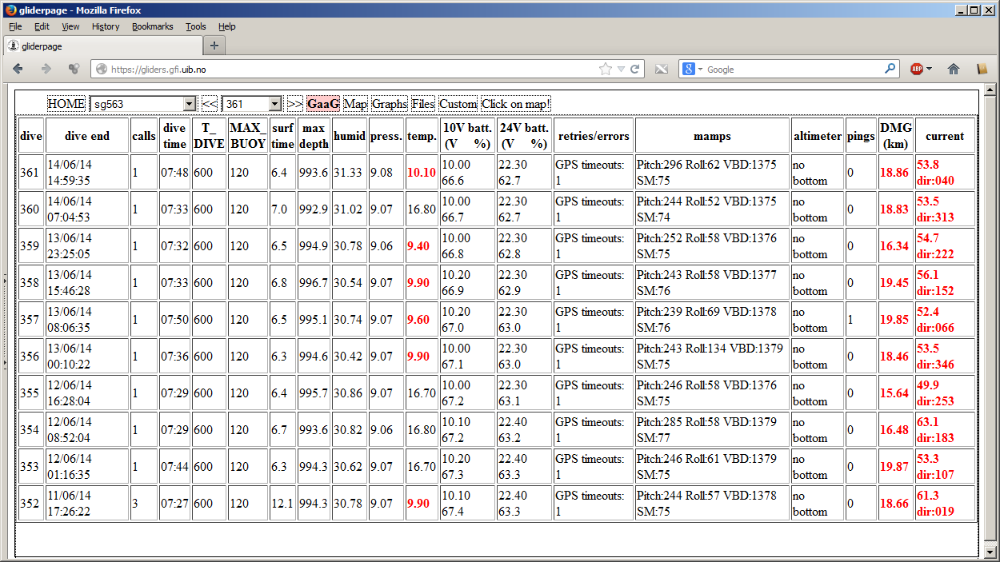 gliderpage - Mozilla Firefox
File Edit View History Bookmarks Tools Help
gliderpage
https://gliders.gfi.uib.no Google ABP
HOME sg563 << 361 >> GaaG Map Graphs Files Custom Click on map!
dive dive end calls dive time T_ DIVE MAX_ BUOY surf time max depth humid press. temp. 10V batt. (V %) 24V batt. (V %) retries/errors mamps altimeter pings DMG (km) current
361 14/06/14 14:59:35 1 07:48 600 120 6.4 993.6 31.33 9.08 10.10 10.00 66.6 22.30 62.7 GPS timeouts: 1 Pitch:296 Roll:62 VBD:1375 SM:75 no bottom 0 18.86 53.8 dir:040
360 14/06/14 07:04:53 1 07:33 600 120 7.0 992.9 31.02 9.07 16.80 10.00 66.7 22.30 62.7 GPS timeouts: 1 Pitch:244 Roll:52 VBD:1375 SM:74 no bottom 0 18.83 53.5 dir:313
359 13/06/14 23:25:05 1 07:32 600 120 6.5 994.9 30.78 9.06 9.40 10.00 66.8 22.30 62.8 GPS timeouts: 1 Pitch:252 Roll:58 VBD:1376 SM:75 no bottom 0 16.34 54.7 dir:222
358 13/06/14 15:46:28 1 07:33 600 120 6.8 996.7 30.54 9.07 9.90 10.20 66.9 22.30 62.9 GPS timeouts: 1 Pitch:243 Roll:58 VBD:1377 SM:76 no bottom 0 19.45 56.1 dir:152
357 13/06/14 08:06:35 1 07:50 600 120 6.5 995.1 30.74 9.07 9.60 10.20 67.0 22.30 63.0 GPS timeouts: 1 Pitch:239 Roll:69 VBD:1378 SM:76 no bottom 1 19.85 52.4 dir:066
356 13/06/14 00:10:22 1 07:36 600 120 6.3 994.6 30.42 9.07 9.90 10.00 67.1 22.30 63.0 GPS timeouts: 1 Pitch:243 Roll:134 VBD:1379 SM:75 no bottom 0 18.46 53.5 dir:346
355 12/06/14 16:28:04 1 07:29 600 120 6.4 995.7 30.86 9.07 16.70 10.00 67.2 22.30 63.1 GPS timeouts: 1 Pitch:246 Roll:58 VBD:1376 SM:75 no bottom 0 15.64 49.9 dir:253
354 12/06/14 08:52:04 1 07:29 600 120 6.7 993.6 30.82 9.06 16.80 10.10 67.2 22.40 63.2 GPS timeouts: 1 Pitch:285 Roll:58 VBD:1379 SM:77 no bottom 0 16.48 63.1 dir:183
353 12/06/14 01:16:35 1 07:44 600 120 6.3 994.3 30.62 9.07 16.70 10.20 67.3 22.40 63.3 GPS timeouts: 1 Pitch:246 Roll:61 VBD:1379 SM:75 no bottom 0 19.87 53.3 dir:107
352 11/06/14 17:26:22 3 07:27 600 120 12.1 994.3 30.78 9.07 9.90 10.10 67.4 22.40 63.3 GPS timeouts: 1 Pitch:244 Roll:57 VBD:1378 SM:75 no bottom 0 18.66 61.3 dir:019